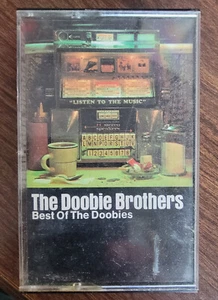 "LISTEN TO THE MUSIC"
The Doobie Brothers
Best Of The Doobies